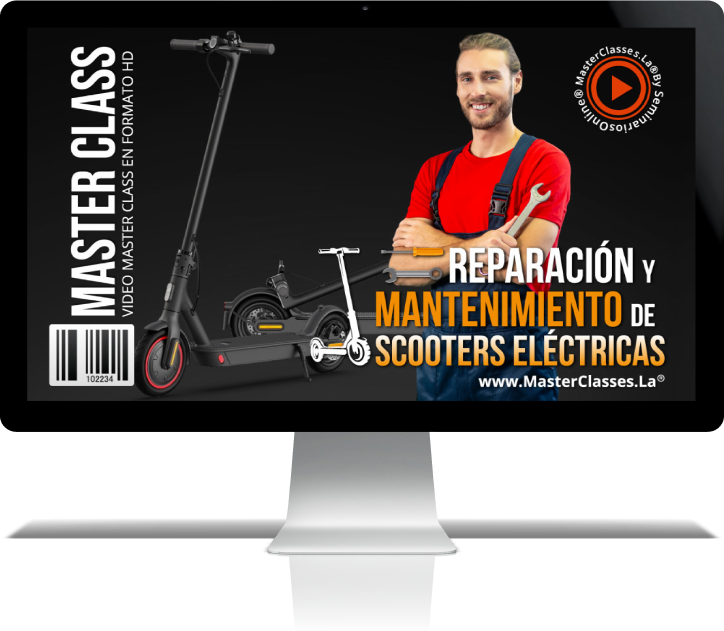 MASTER CLASS
VIDEO MASTER CLASS EN FORMATO HD
MasterClasses.La® By SeminariosOnline®
REPARACIÓN Y
MANTENIMIENTO DE
SCOOTERS ELÉCTRICAS
www.MasterClasses.La®
102234